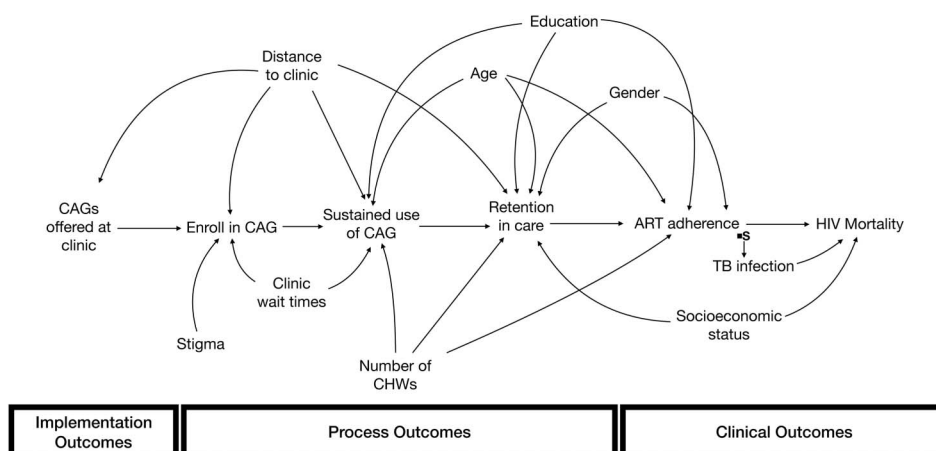 Education
Distance
to clinic
Age
Gender
CAGs
offered at
clinic
Enroll in CAG
Sustained use
of CAG
Retention
in care
ART adherence
HIV Mortality
S
TB infection
Clinic
wait times
Socioeconomic
status
Stigma
Number of
CHWs
Implementation
Outcomes
Process Outcomes
Clinical Outcomes